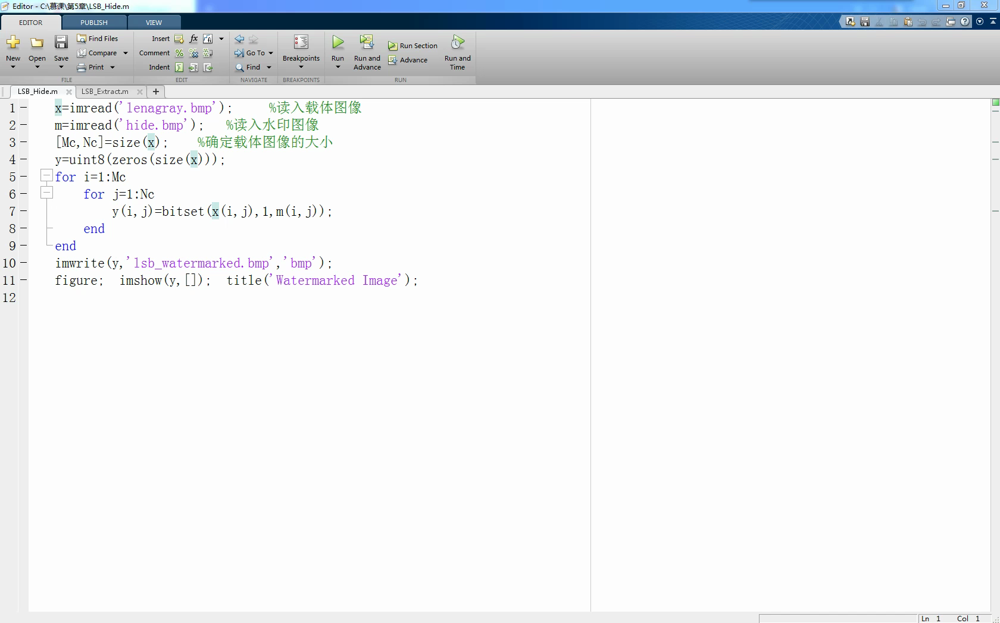 Editor - C:\慕课\第5章\LSB_Hide.m
EDITOR PUBLISH VIEW
Find Files Insert fx Run Section
Compare Comment Go To Advance
New Open Save Print Indent Find Breakpoints Run Run and Advance Run and Time
FILE EDIT NAVIGATE BREAKPOINTS RUN
LSB_Hide.m LSB_Extract.m +
1 x=imread('lenagray.bmp'); %读入载体图像
2 m=imread('hide.bmp'); %读入水印图像
3 [Mc,Nc]=size(x); %确定载体图像的大小
4 y=uint8(zeros(size(x)));
5 for i=1:Mc
6 for j=1:Nc
7 y(i,j)=bitset(x(i,j),1,m(i,j));
8 end
9 end
10 imwrite(y,'lsb_watermarked.bmp','bmp');
11 figure; imshow(y,[]); title('Watermarked Image');
12
Ln 1 Col 1